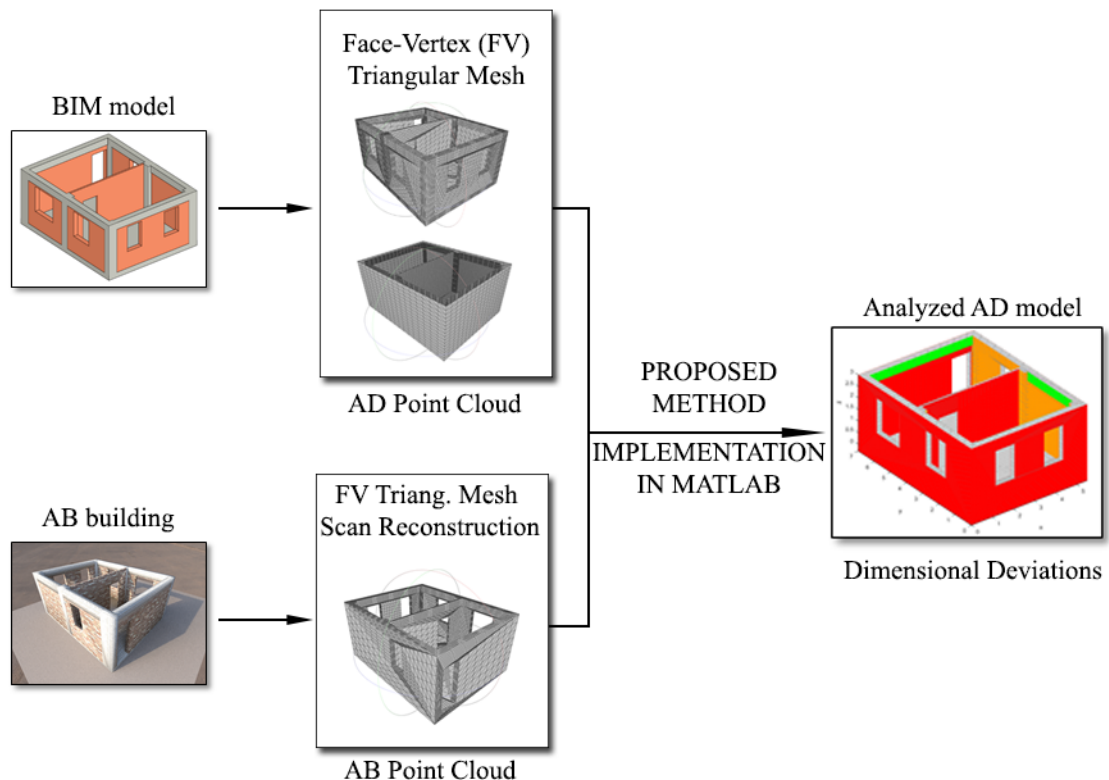 Face-Vertex (FV)
Triangular Mesh
BIM model
AD Point Cloud
FV Triang. Mesh
Scan Reconstruction
AB building
AB Point Cloud
PROPOSED
METHOD
IMPLEMENTATION
IN MATLAB
Analyzed AD model
Dimensional Deviations